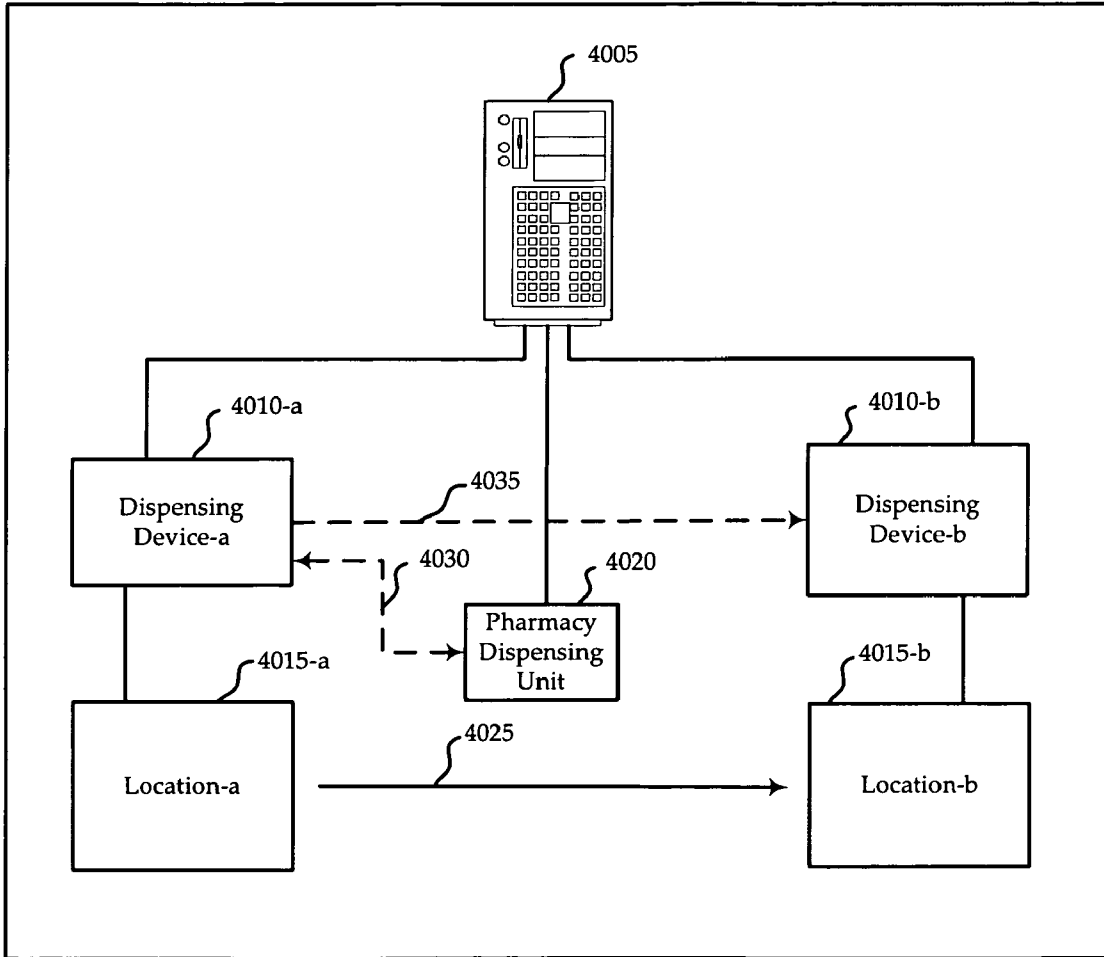 4005
4010-a
4010-b
Dispensing
Device-a
4035
Dispensing
Device-b
4030
4020
Pharmacy
Dispensing
Unit
4015-a
4015-b
Location-a
4025
Location-b